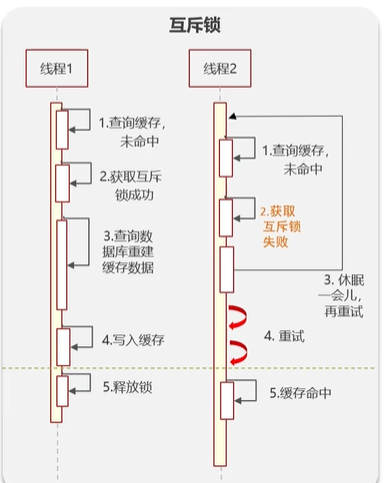 互斥锁
线程1
线程2
1.查询缓存，
未命中
2.获取互斥
锁成功
3.查询数
据库重建
缓存数据
4.写入缓存
5.释放锁
1.查询缓存，
未命中
2.获取
互斥锁
失败
3. 休眠
一会儿，
再重试
4. 重试
5.缓存命中